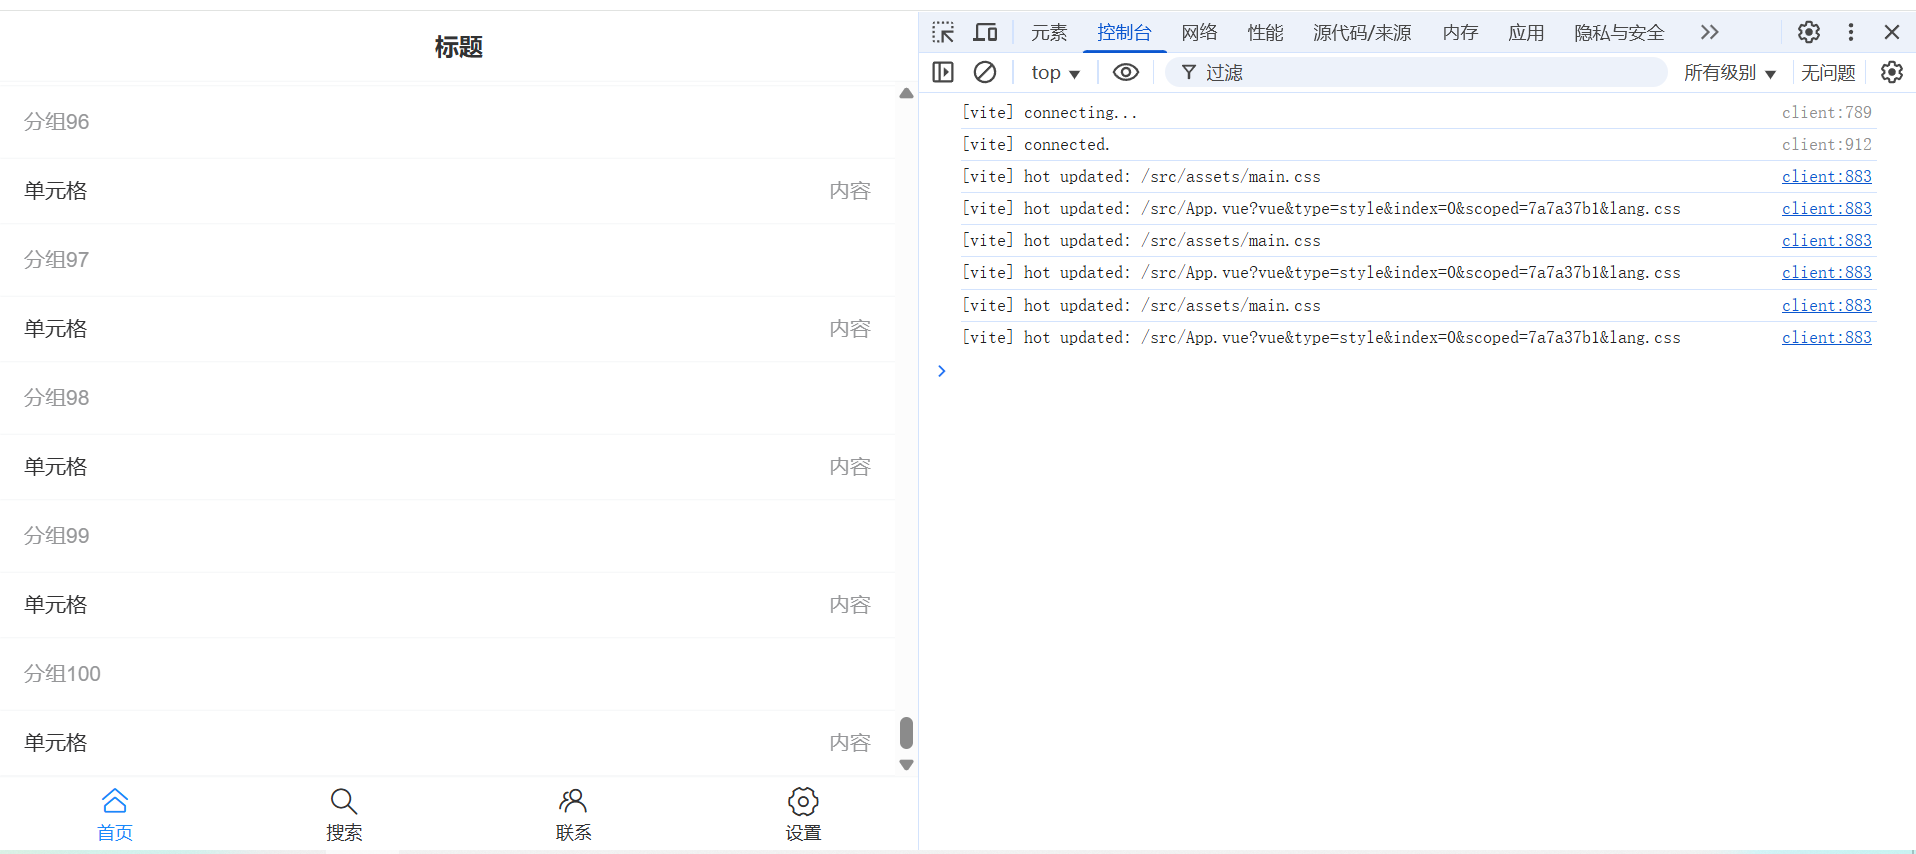 标题
分组96
单元格 内容
分组97
单元格 内容
分组98
单元格 内容
分组99
单元格 内容
分组100
单元格 内容
首页 搜索 联系 设置
元素 控制台 网络 性能 源代码/来源 内存 应用 隐私与安全
top ▼ 过滤 所有级别 ▼ 无问题
[vite] connecting... client:789
[vite] connected. client:912
[vite] hot updated: /src/assets/main.css client:883
[vite] hot updated: /src/App.vue?vue&type=style&index=0&scoped=7a7a37b1&lang.css client:883
[vite] hot updated: /src/assets/main.css client:883
[vite] hot updated: /src/App.vue?vue&type=style&index=0&scoped=7a7a37b1&lang.css client:883
[vite] hot updated: /src/assets/main.css client:883
[vite] hot updated: /src/App.vue?vue&type=style&index=0&scoped=7a7a37b1&lang.css client:883